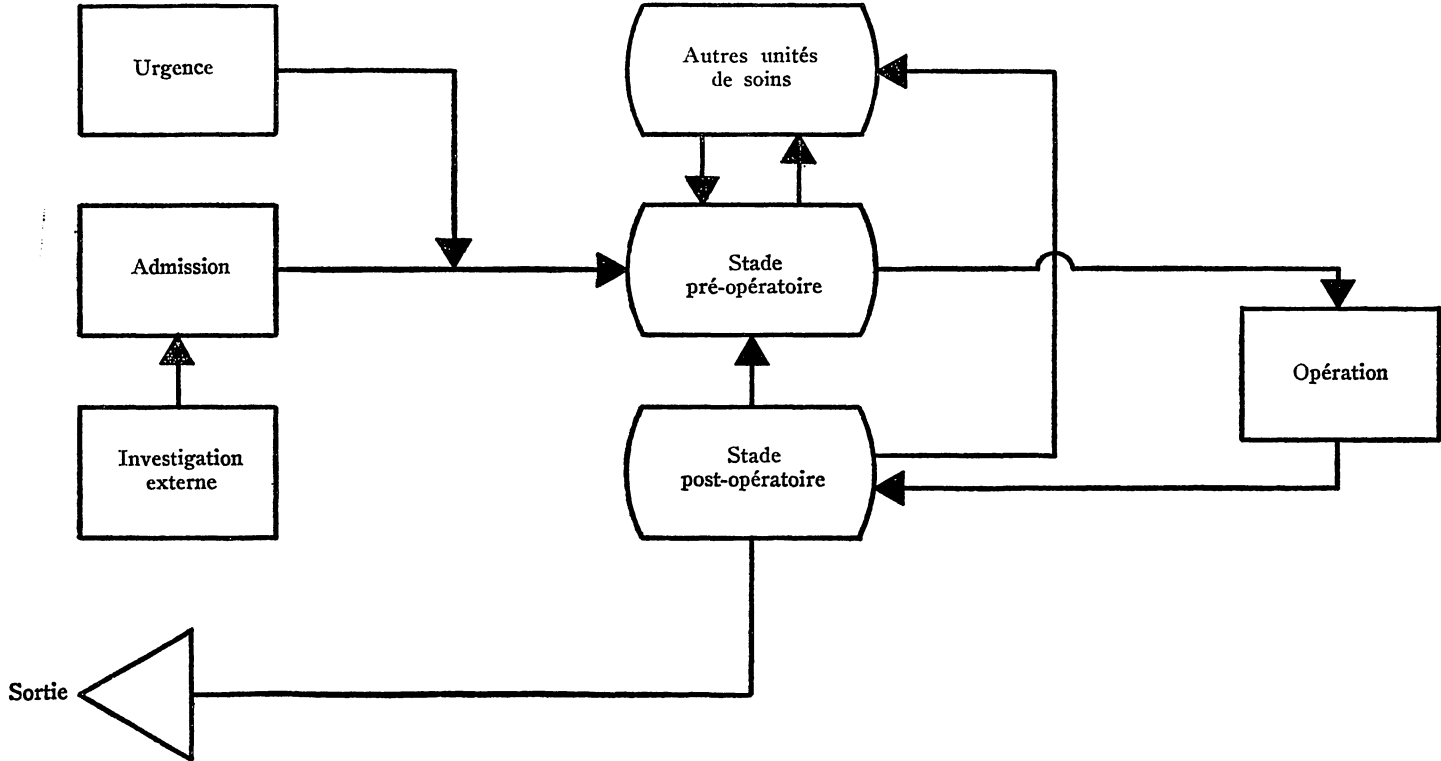 Urgence
Autres unités
de soins
Admission
Stade
pré-opératoire
Opération
Investigation
externe
Stade
post-opératoire
Sortie